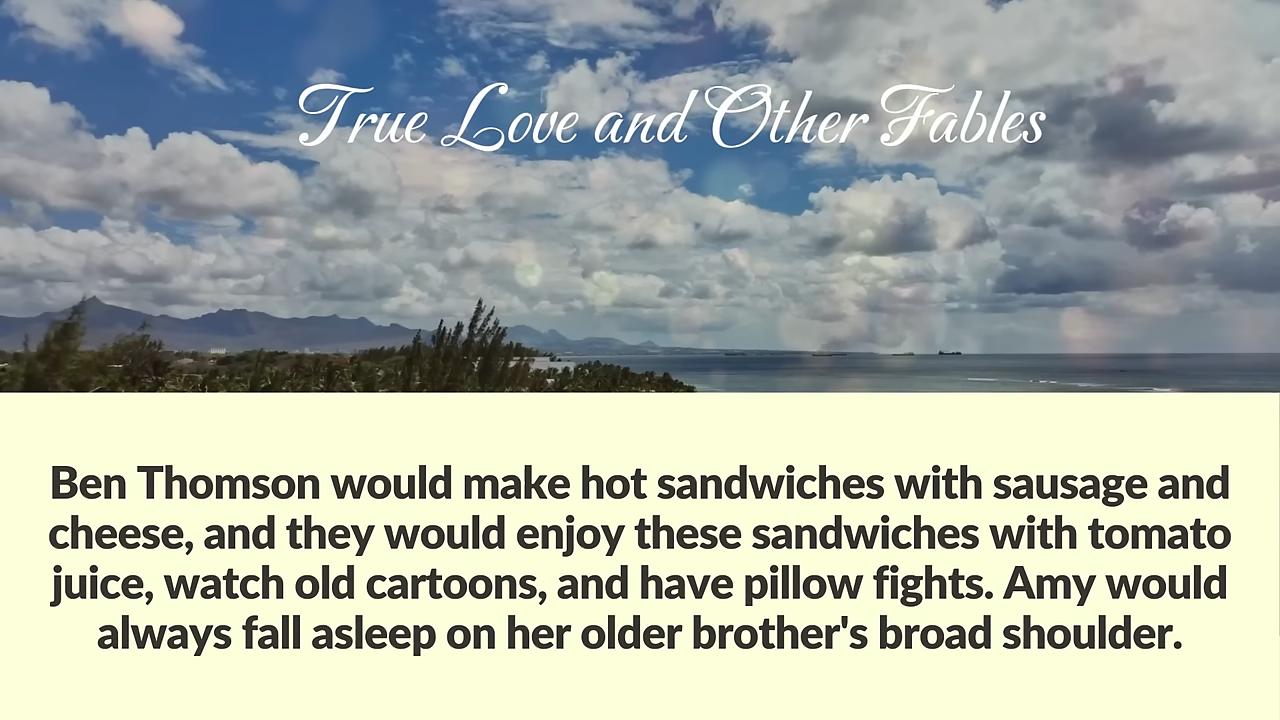 True Love and Other Fables
Ben Thomson would make hot sandwiches with sausage and
cheese, and they would enjoy these sandwiches with tomato
juice, watch old cartoons, and have pillow fights. Amy would
always fall asleep on her older brother's broad shoulder.